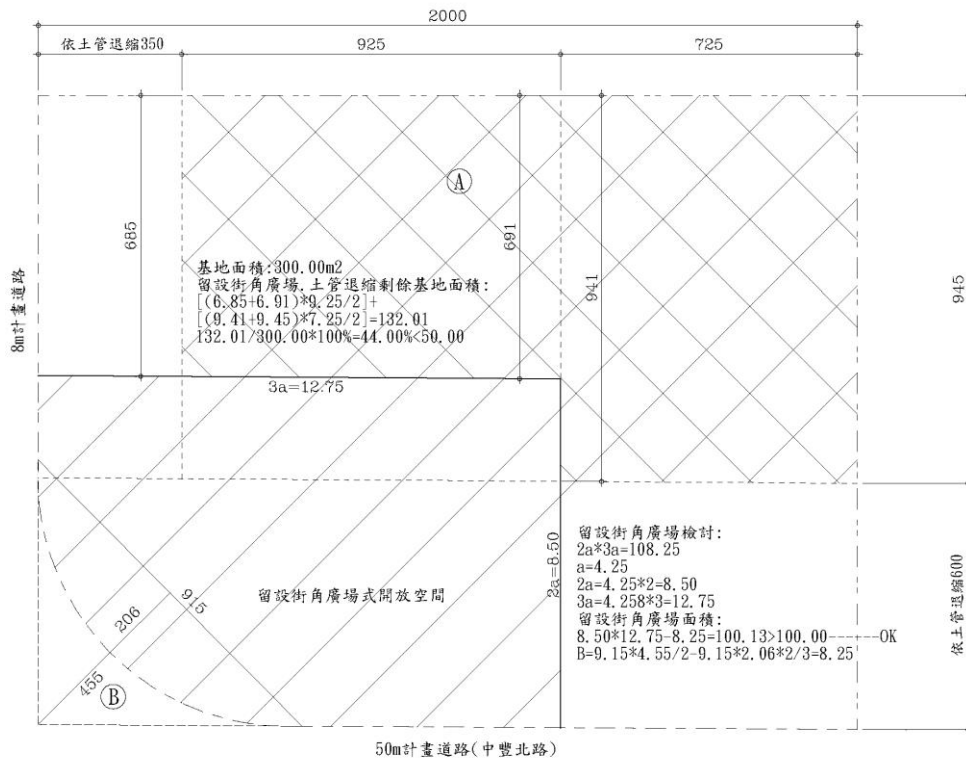 2000
依土管退縮350
925
725
A
685
691
941
945
8m計畫道路
基地面積:300.00m2
留設街角廣場.土管退縮剩餘基地面積:
[(6.85+6.91)*9.25/2]+
[(9.41+9.45)*7.25/2]=132.01
132.01/300.00*100%=44.00%<50.00
3a=12.75
2a=8.50
留設街角廣場檢討:
2a*3a=108.25
a=4.25
2a=4.25*2=8.50
3a=4.258*3=12.75
留設街角廣場面積:
8.50*12.75-8.25=100.13>100.00------OK
B=9.15*4.55/2-9.15*2.06*2/3=8.25
留設街角廣場式開放空間
915
206
455
B
依土管退縮600
50m計畫道路(中豐北路)